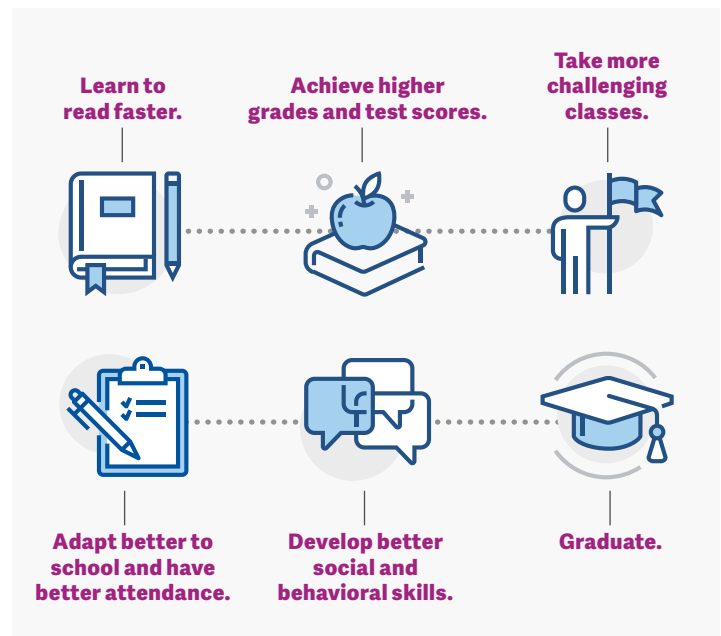 Learn to
read faster.
Achieve higher
grades and test scores.
Take more
challenging
classes.
Adapt better to
school and have
better attendance.
Develop better
social and
behavioral skills.
Graduate.